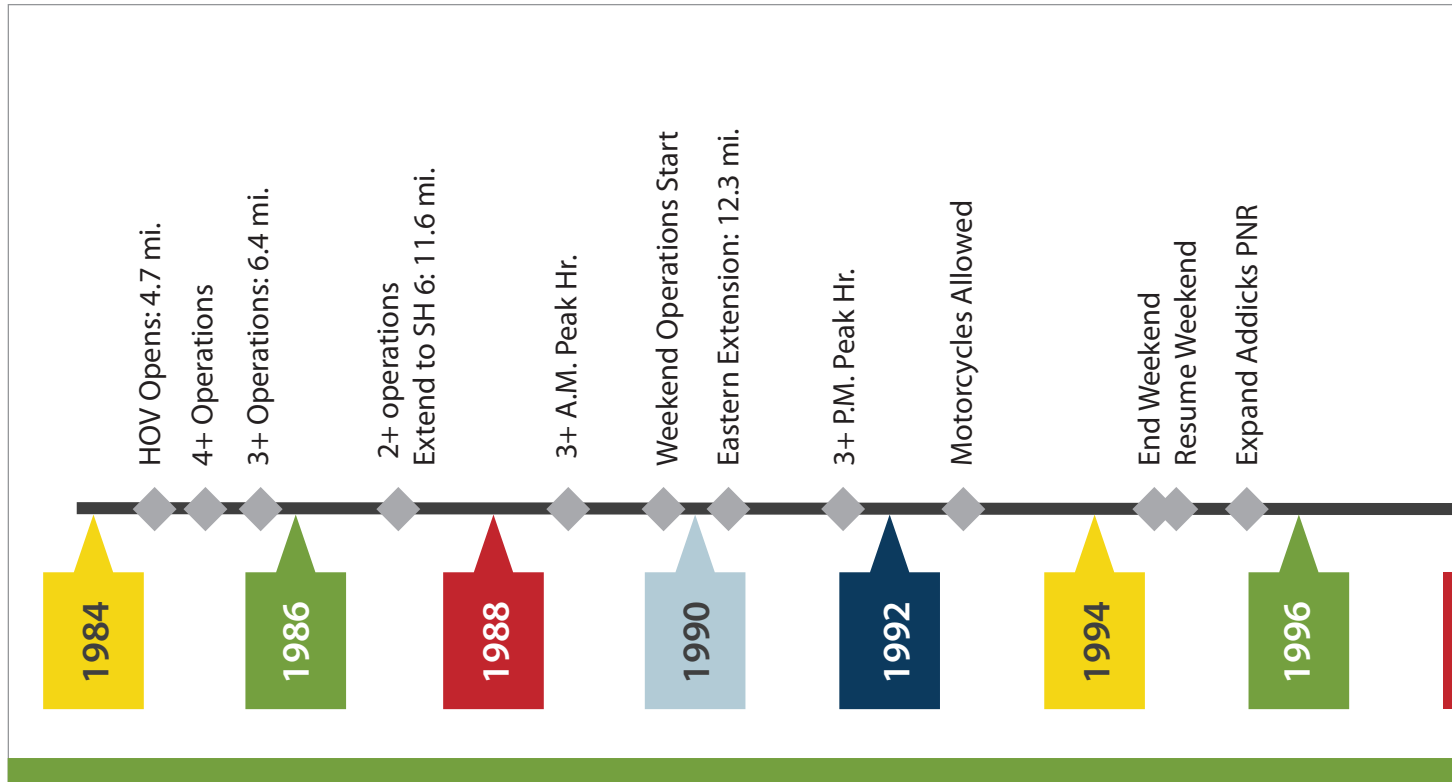 HOV Opens: 4.7 mi.
4+ Operations
3+ Operations: 6.4 mi.
2+ operations
Extend to SH 6: 11.6 mi.
3+ A.M. Peak Hr.
Weekend Operations Start
Eastern Extension: 12.3 mi.
3+ P.M. Peak Hr.
Motorcycles Allowed
End Weekend
Resume Weekend
Expand Addicks PNR
1984
1986
1988
1990
1992
1994
1996